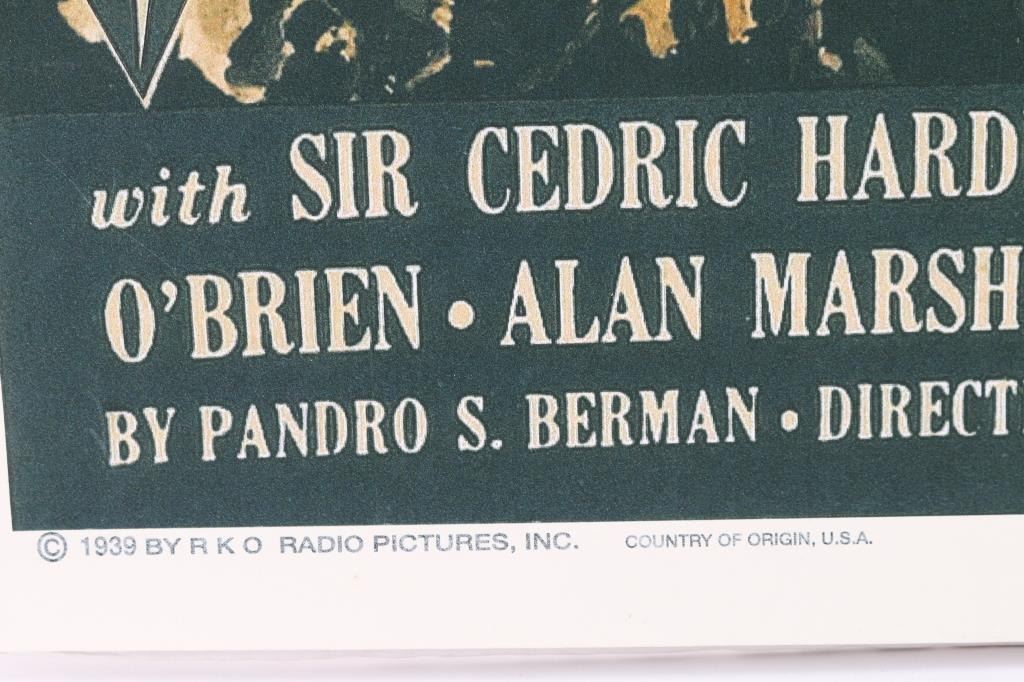 with SIR CEDRIC HARD
O'BRIEN • ALAN MARSH
BY PANDRO S. BERMAN • DIRECT
© 1939 BY R K O RADIO PICTURES, INC. COUNTRY OF ORIGIN, U.S.A.